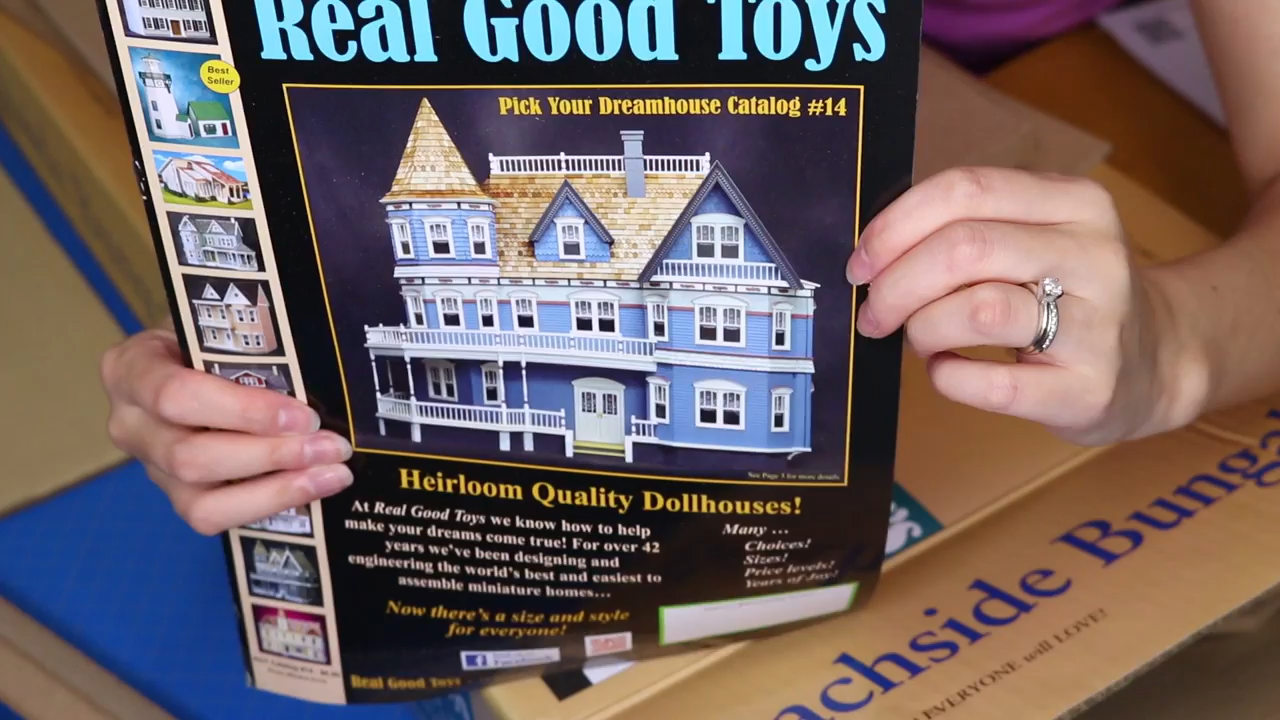 Real Good Toys
Best
Seller
Pick Your Dreamhouse Catalog #14
See Page 3 for more details
Heirloom Quality Dollhouses!
At Real Good Toys we know how to help
make your dreams come true! For over 42
years we've been designing and
engineering the world's best and easiest to
assemble miniature homes...
Many ...
Choices!
Sizes!
Price levels!
Years of Joy!
Now there's a size and style
for everyone!
f
Facebook
Real Good Toys
achside Bungal
EVERYONE will LOVE!